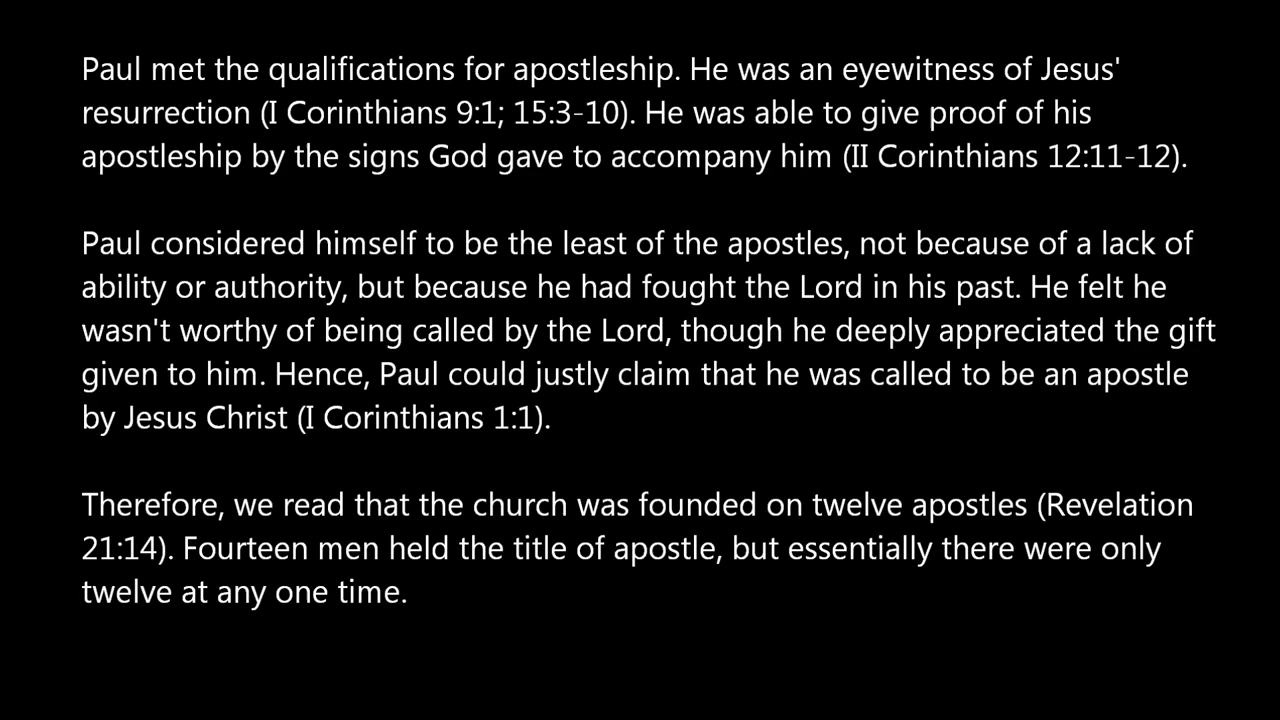 Paul met the qualifications for apostleship. He was an eyewitness of Jesus'
resurrection (I Corinthians 9:1; 15:3-10). He was able to give proof of his
apostleship by the signs God gave to accompany him (II Corinthians 12:11-12).
Paul considered himself to be the least of the apostles, not because of a lack of
ability or authority, but because he had fought the Lord in his past. He felt he
wasn't worthy of being called by the Lord, though he deeply appreciated the gift
given to him. Hence, Paul could justly claim that he was called to be an apostle
by Jesus Christ (I Corinthians 1:1).
Therefore, we read that the church was founded on twelve apostles (Revelation
21:14). Fourteen men held the title of apostle, but essentially there were only
twelve at any one time.